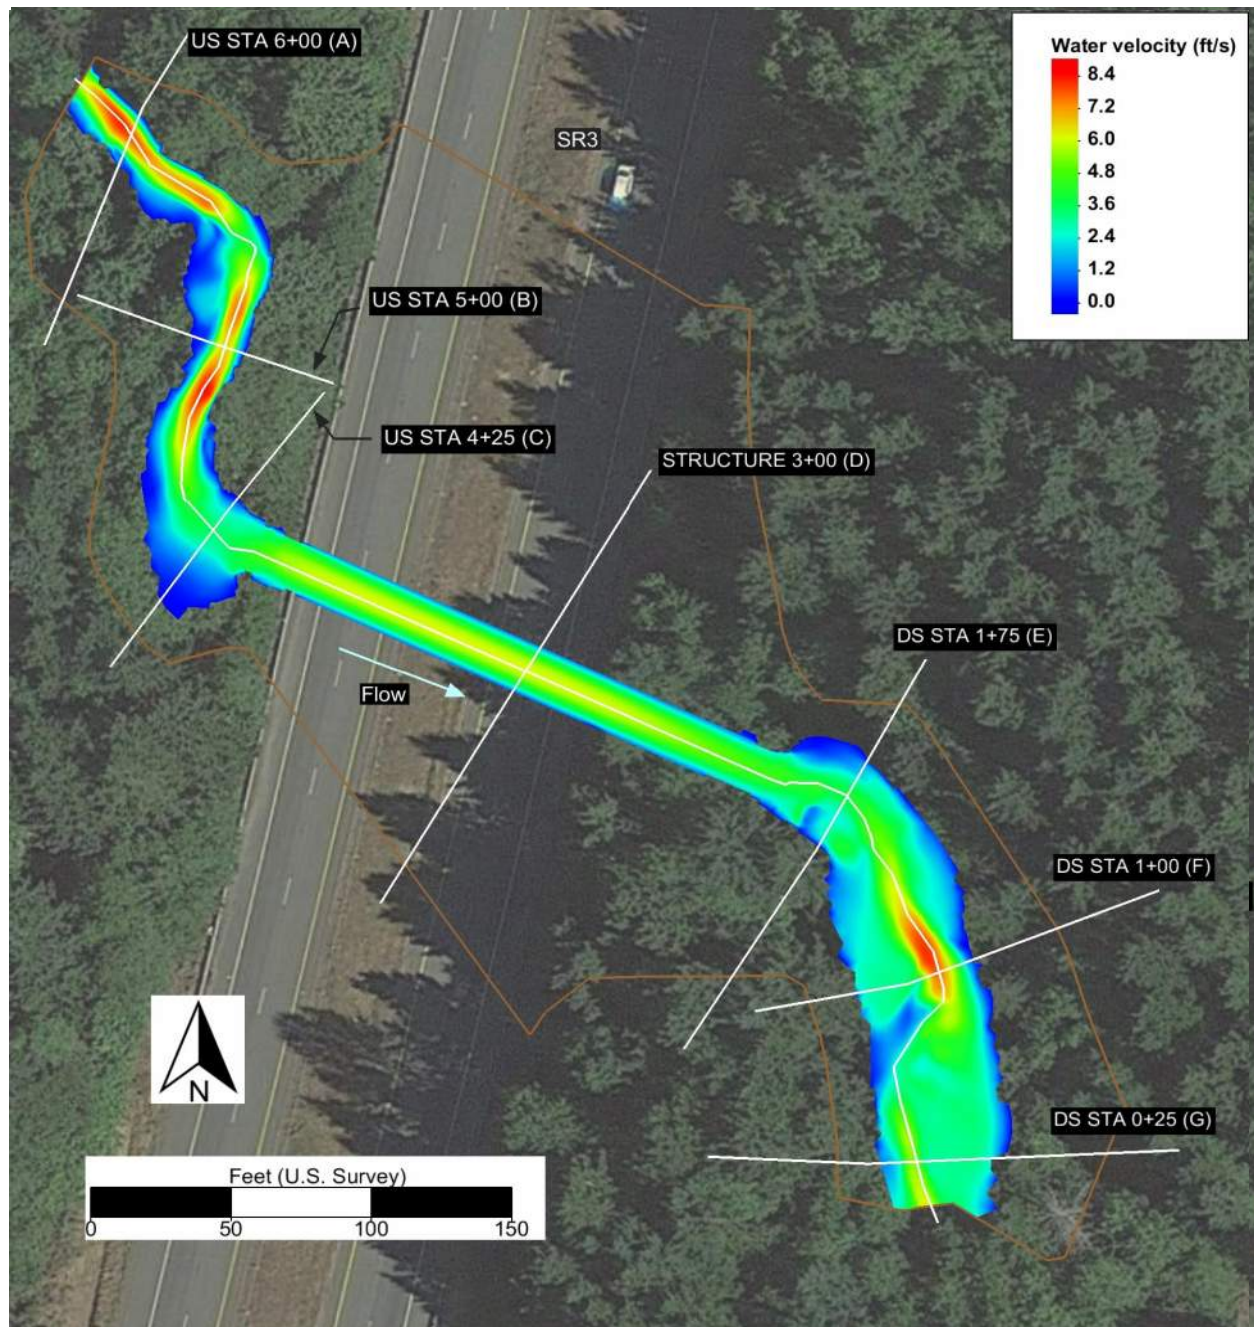 US STA 6+00 (A)
Water velocity (ft/s)
8.4
7.2
6.0
4.8
3.6
2.4
1.2
0.0
SR3
US STA 5+00 (B)
US STA 4+25 (C)
STRUCTURE 3+00 (D)
DS STA 1+75 (E)
Flow
DS STA 1+00 (F)
N
DS STA 0+25 (G)
Feet (U.S. Survey)
0 50 100 150